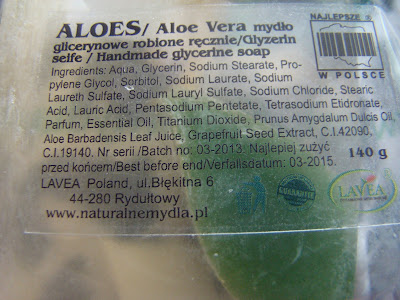 ALOES/ Aloe Vera mydło
glicerynowe robione ręcznie/Glyzerin
seife / Handmade glycerine soap
NAJLEPSZE ®
W POLSCE
Ingredients: Aqua, Glycerin, Sodium Stearate, Pro-
pylene Glycol, Sorbitol, Sodium Laurate, Sodium
Laureth Sulfate, Sodium Lauryl Sulfate, Sodium Chloride, Stearic
Acid, Lauric Acid, Pentasodium Pentetate, Tetrasodium Etidronate,
Parfum, Essential Oil, Titanium Dioxide, Prunus Amygdalum Dulcis Oil,
Aloe Barbadensis Leaf Juice, Grapefruit Seed Extract, C.I.42090,
C.I.19140. Nr serii /Batch no: 03-2013. Najlepiej zużyć
przed końcem/Best before end/Verfallsdatum: 03-2015.
140 g
LAVEA Poland, ul.Błękitna 6
44-280 Rydułtowy
www.naturalnemydla.pl
GUARANTEE
LAVEA